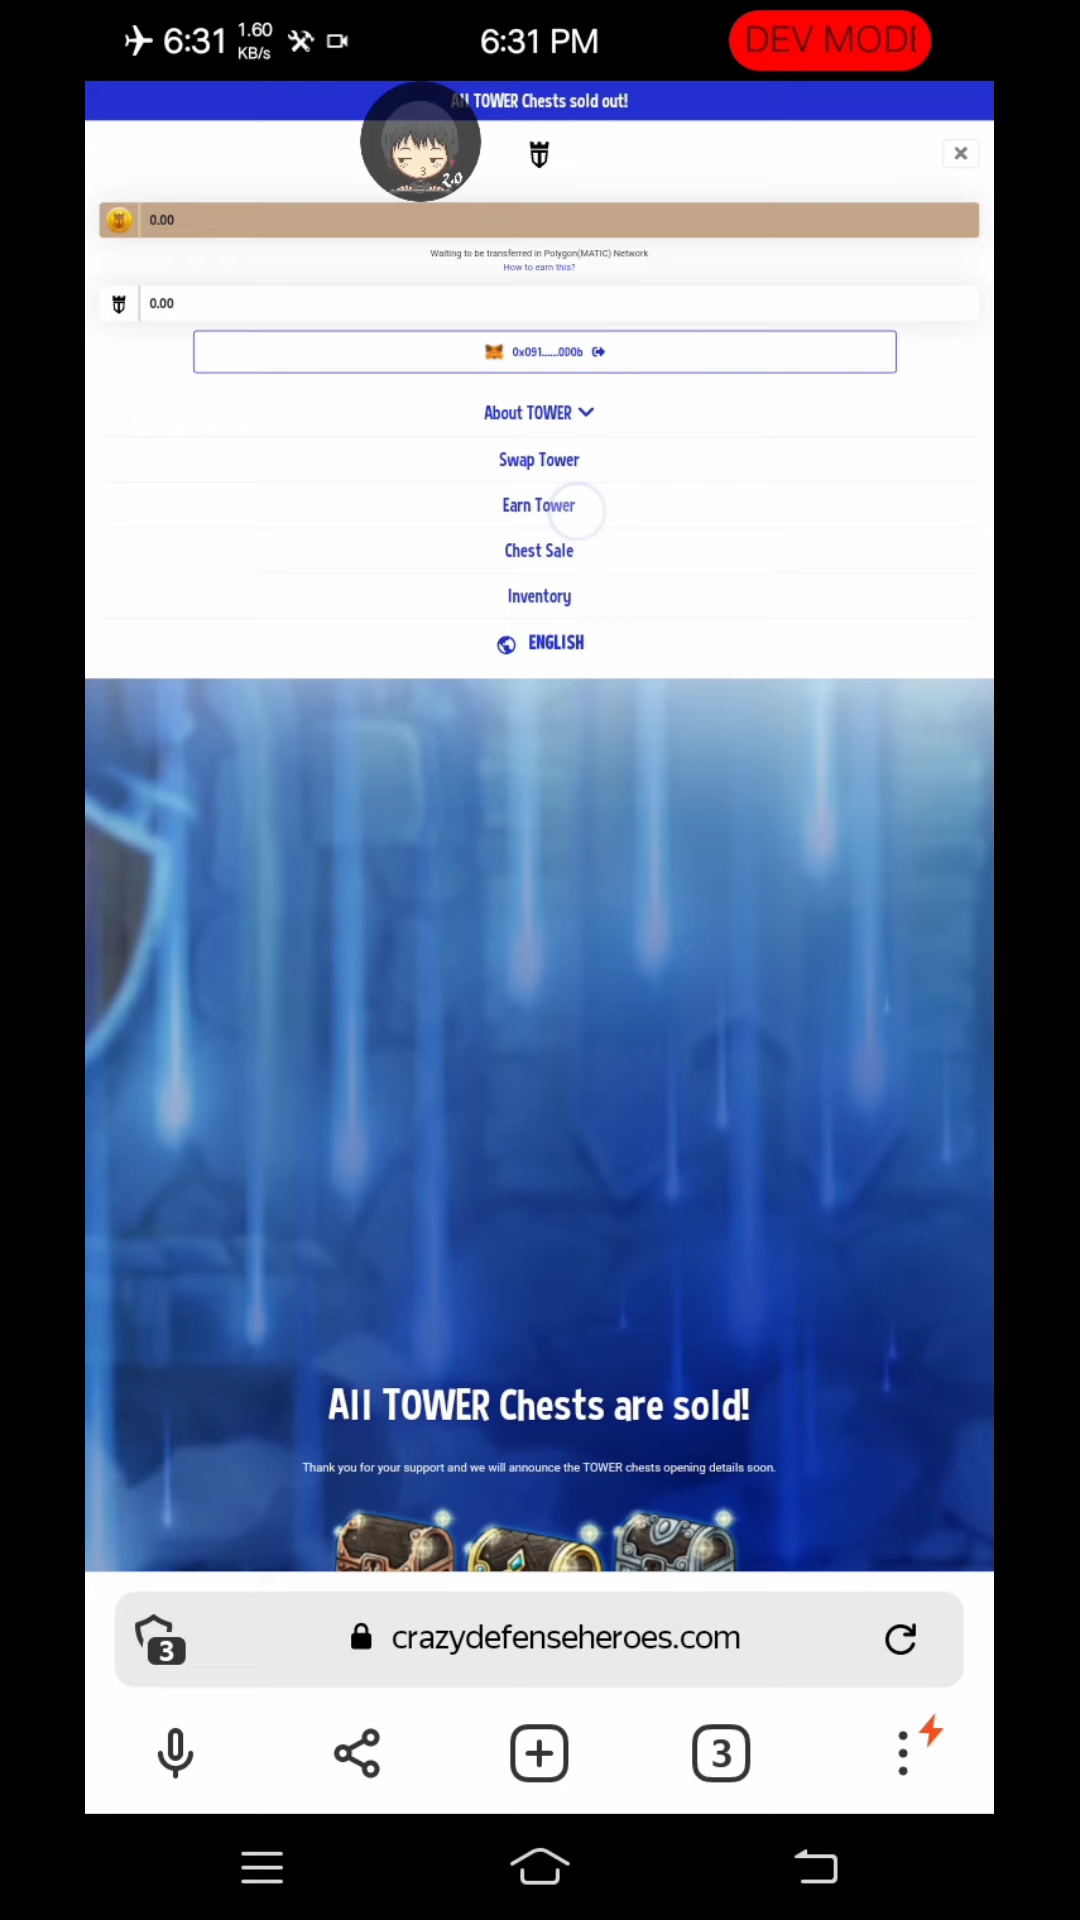 6:31 1.60 KB/s 6:31 PM DEV MODE
All TOWER Chests sold out!
2.0
0.00
Waiting to be transferred in Polygon(MATIC) Network
How to earn this?
0.00
0x091......0D0b
About TOWER
Swap Tower
Earn Tower
Chest Sale
Inventory
ENGLISH
All TOWER Chests are sold!
Thank you for your support and we will announce the TOWER chests opening details soon.
3 crazydefenseheroes.com
3